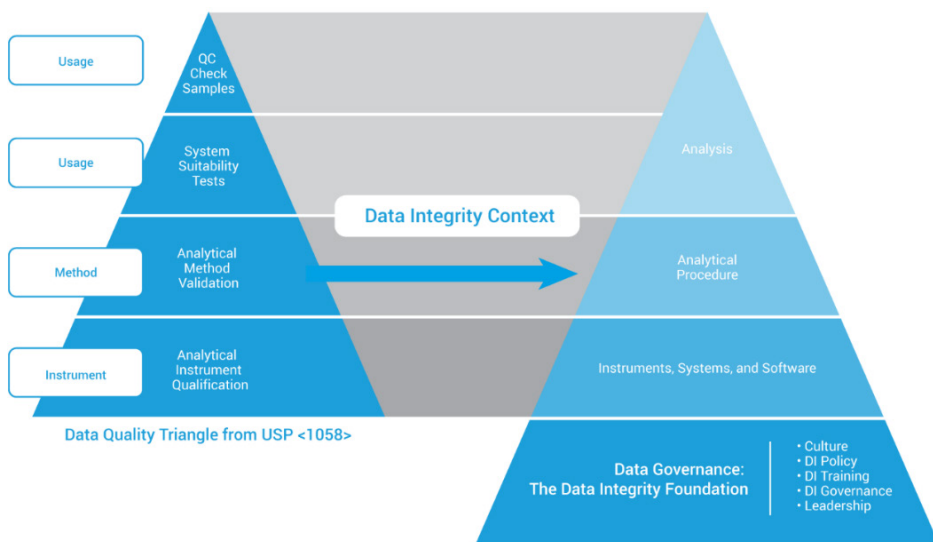 Usage
QC
Check
Samples
Usage
System
Suitability
Tests
Analysis
Data Integrity Context
Method
Analytical
Method
Validation
Analytical
Procedure
Instrument
Analytical
Instrument
Qualification
Instruments, Systems, and Software
Data Quality Triangle from USP <1058>
Data Governance:
The Data Integrity Foundation
• Culture
• DI Policy
• DI Training
• DI Governance
• Leadership